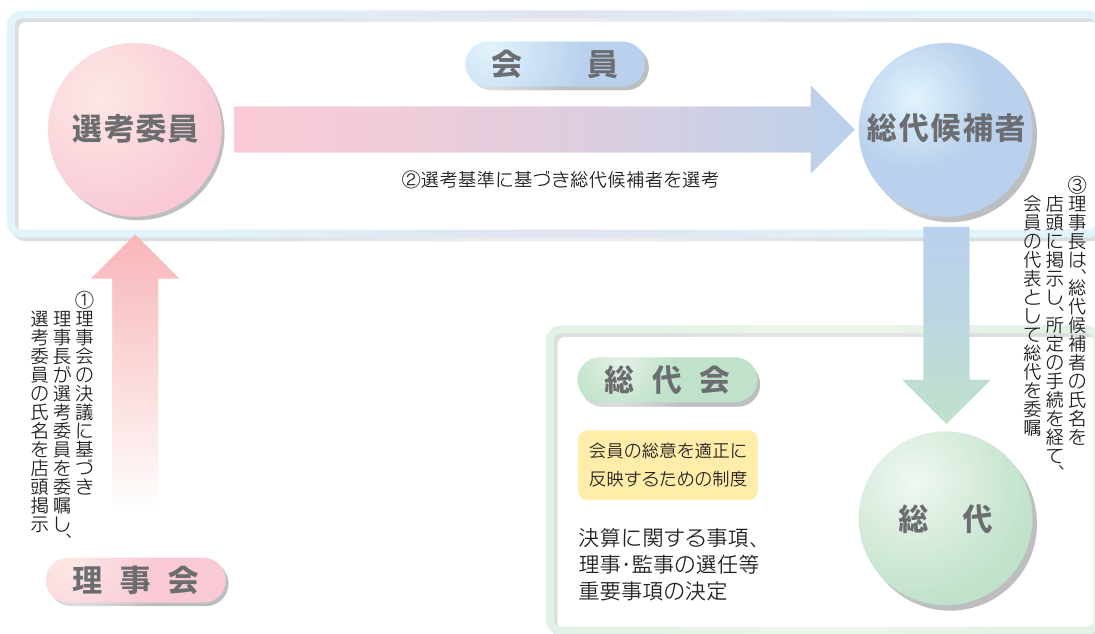 会員
選考委員
総代候補者
②選考基準に基づき総代候補者を選考
①理事会の決議に基づき
理事長が選考委員を委嘱し、
選考委員の氏名を店頭掲示
理事会
③理事長は、総代候補者の氏名を
店頭に掲示し、所定の手続を経て、
会員の代表として総代を委嘱
総代会
会員の総意を適正に
反映するための制度
決算に関する事項、
理事・監事の選任等
重要事項の決定
総代